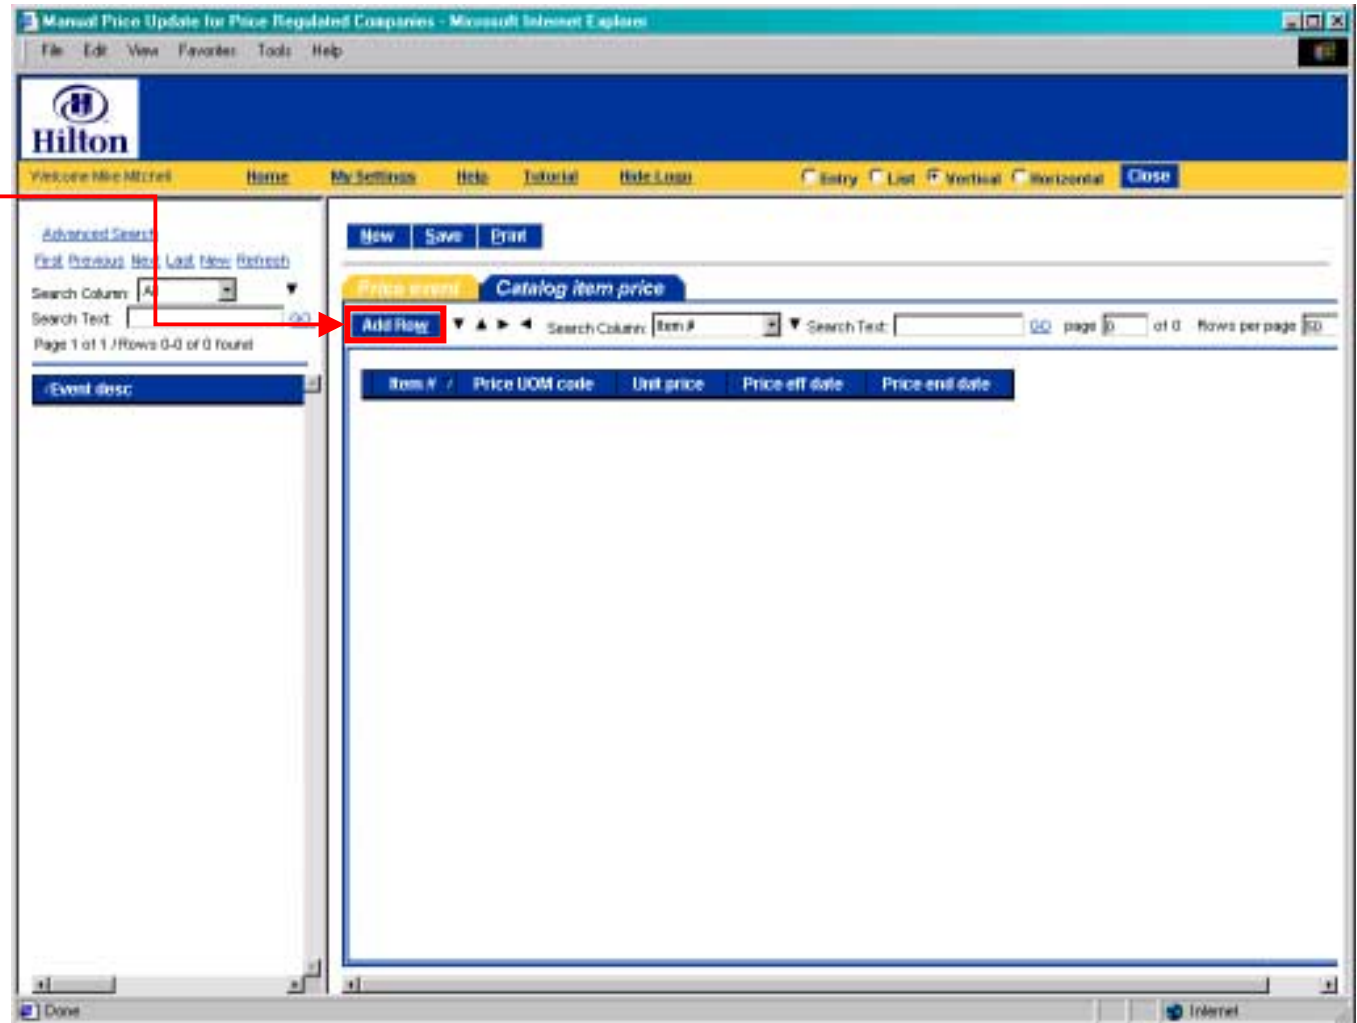 Manual Price Update for Price Regulated Companies - Microsoft Internet Explorer
File Edit View Favorites Tools Help
Hilton
Welcome Mike Mitchell Home My Settings Help Tutorial Hide Logo Entry List Vertical Horizontal Close
Advanced Search
First Previous Next Last New Refresh
Search Column: All
Search Text: GO
Page 1 of 1 / Rows 0-0 of 0 found
/Event desc
New Save Print
Price event Catalog item price
Add Row Search Column: Item # Search Text: GO page 0 of 0 Rows per page 50
Item # / Price UOM code Unit price Price eff date Price end date
Done Internet